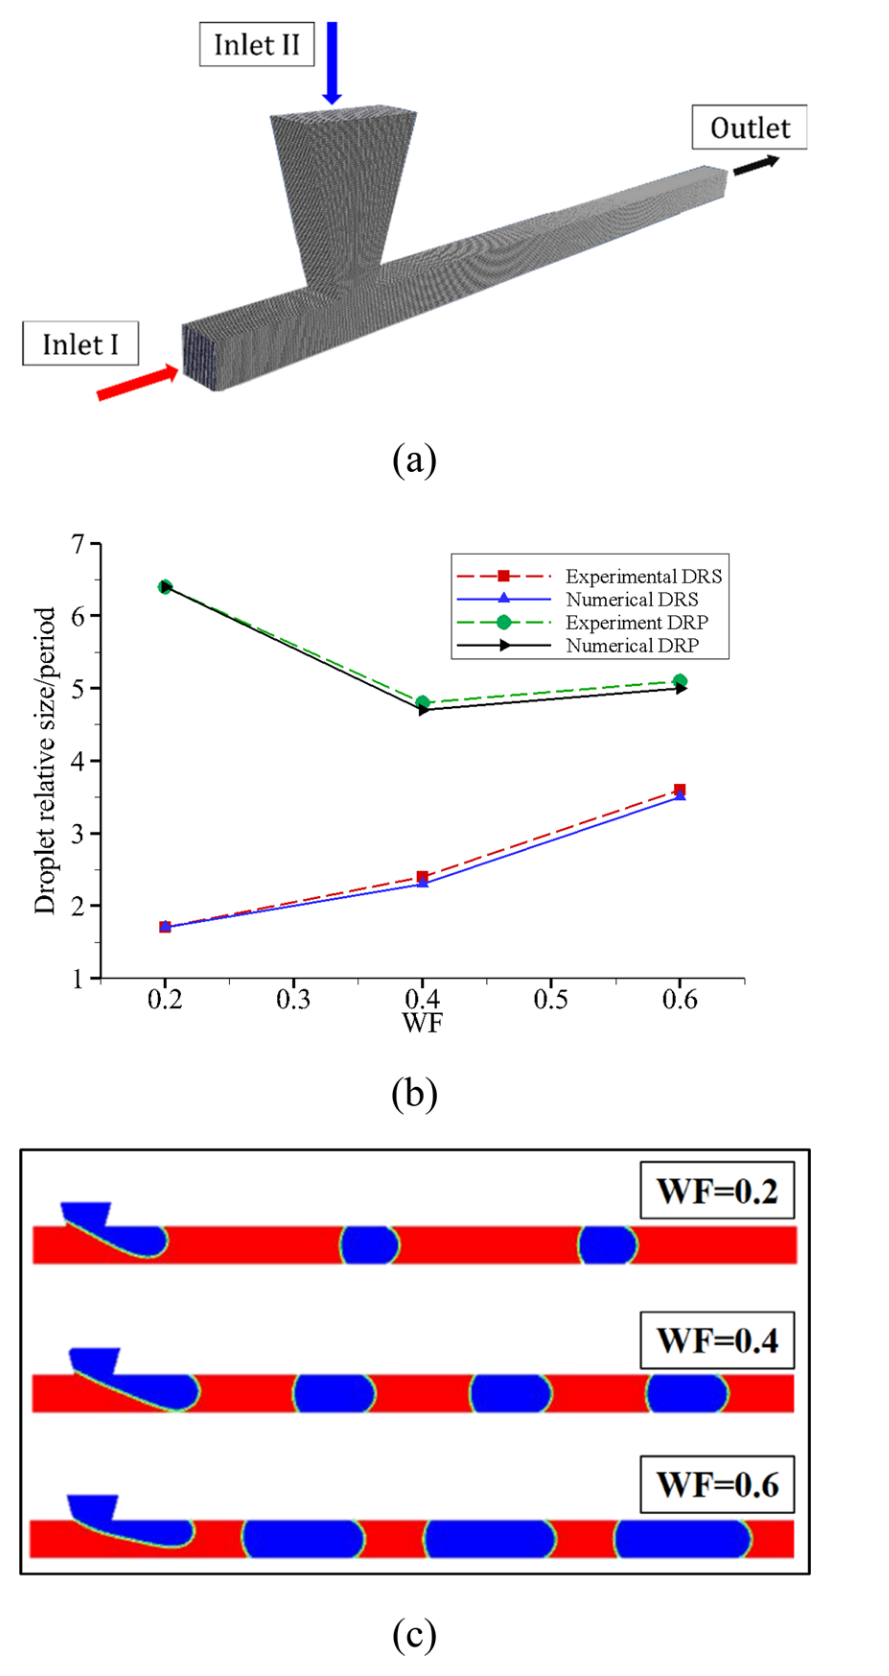 Inlet II
Outlet
Inlet I
(a)
7
6
5
4
3
2
1
Droplet relative size/period
Experimental DRS
Numerical DRS
Experiment DRP
Numerical DRP
0.2 0.3 0.4 0.5 0.6
WF
(b)
WF=0.2
WF=0.4
WF=0.6
(c)